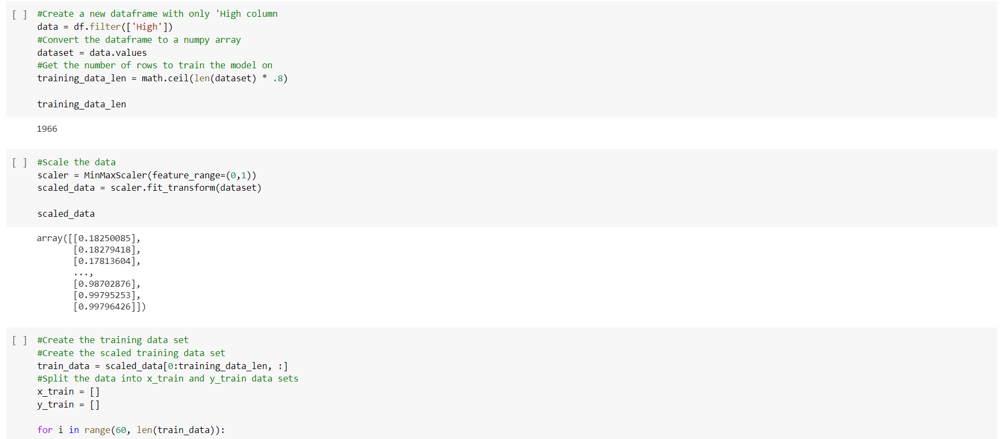 [ ] #Create a new dataframe with only 'High column
data = df.filter(['High'])
#Convert the dataframe to a numpy array
dataset = data.values
#Get the number of rows to train the model on
training_data_len = math.ceil(len(dataset) * .8)
training_data_len
1966
[ ] #Scale the data
scaler = MinMaxScaler(feature_range=(0,1))
scaled_data = scaler.fit_transform(dataset)
scaled_data
array([[0.18250085],
[0.18279418],
[0.17813604],
...,
[0.98702876],
[0.99795253],
[0.99796426]])
[ ] #Create the training data set
#Create the scaled training data set
train_data = scaled_data[0:training_data_len, :]
#Split the data into x_train and y_train data sets
x_train = []
y_train = []
for i in range(60, len(train_data)):